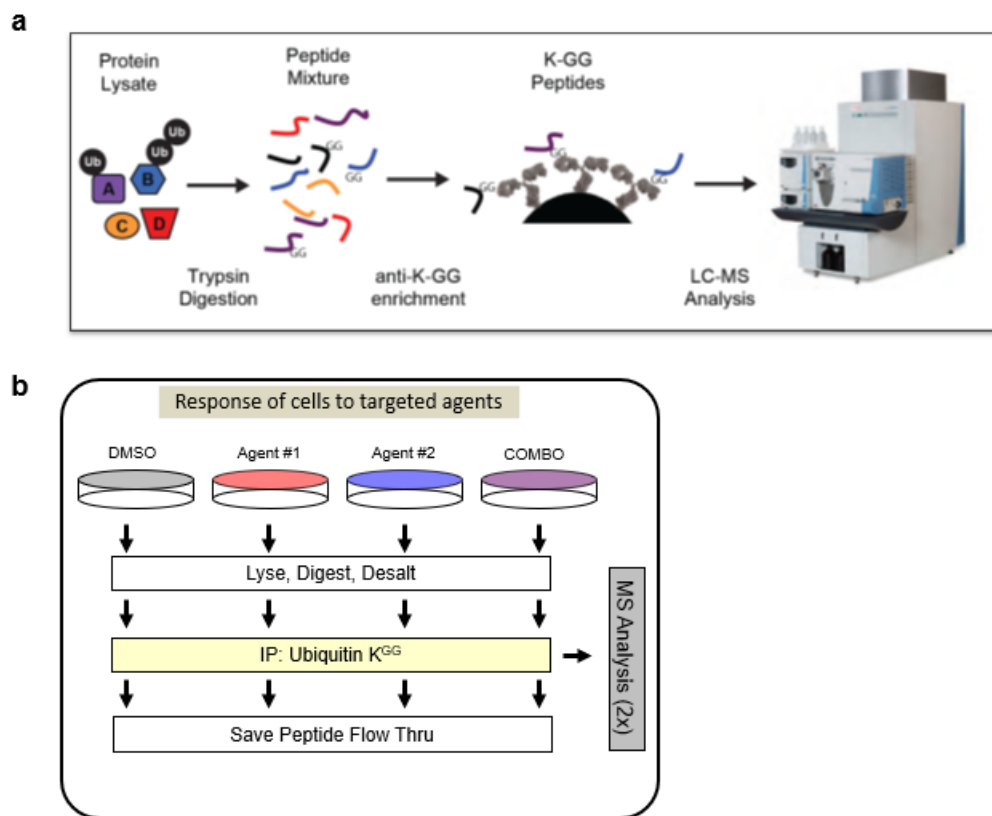 a
Protein
Lysate
Peptide
Mixture
K-GG
Peptides
Ub
Ub
Ub
A
B
C
D
GG
GG
GG
GG
GG
GG
Trypsin
Digestion
anti-K-GG
enrichment
LC-MS
Analysis
b
Response of cells to targeted agents
DMSO
Agent #1
Agent #2
COMBO
Lyse, Digest, Desalt
IP: Ubiquitin Kᴳᴳ
Save Peptide Flow Thru
MS Analysis (2x)